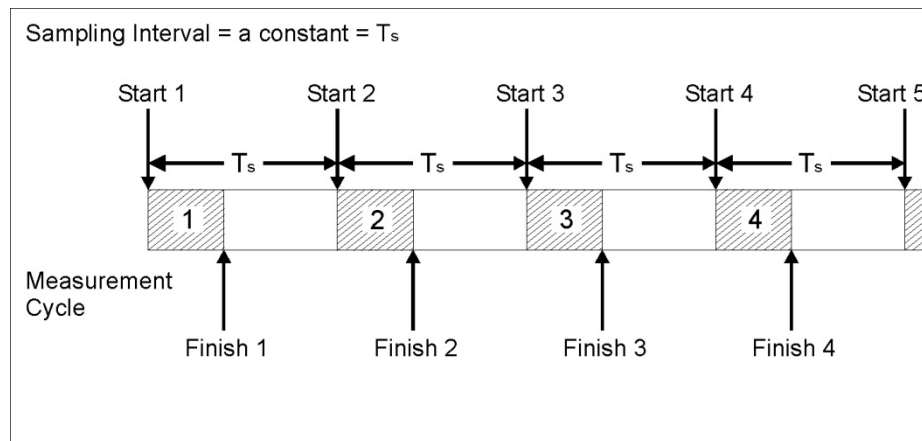 Sampling Interval = a constant = Ts
Start 1 Start 2 Start 3 Start 4 Start 5
Ts Ts Ts Ts
1 2 3 4
Measurement
Cycle
Finish 1 Finish 2 Finish 3 Finish 4